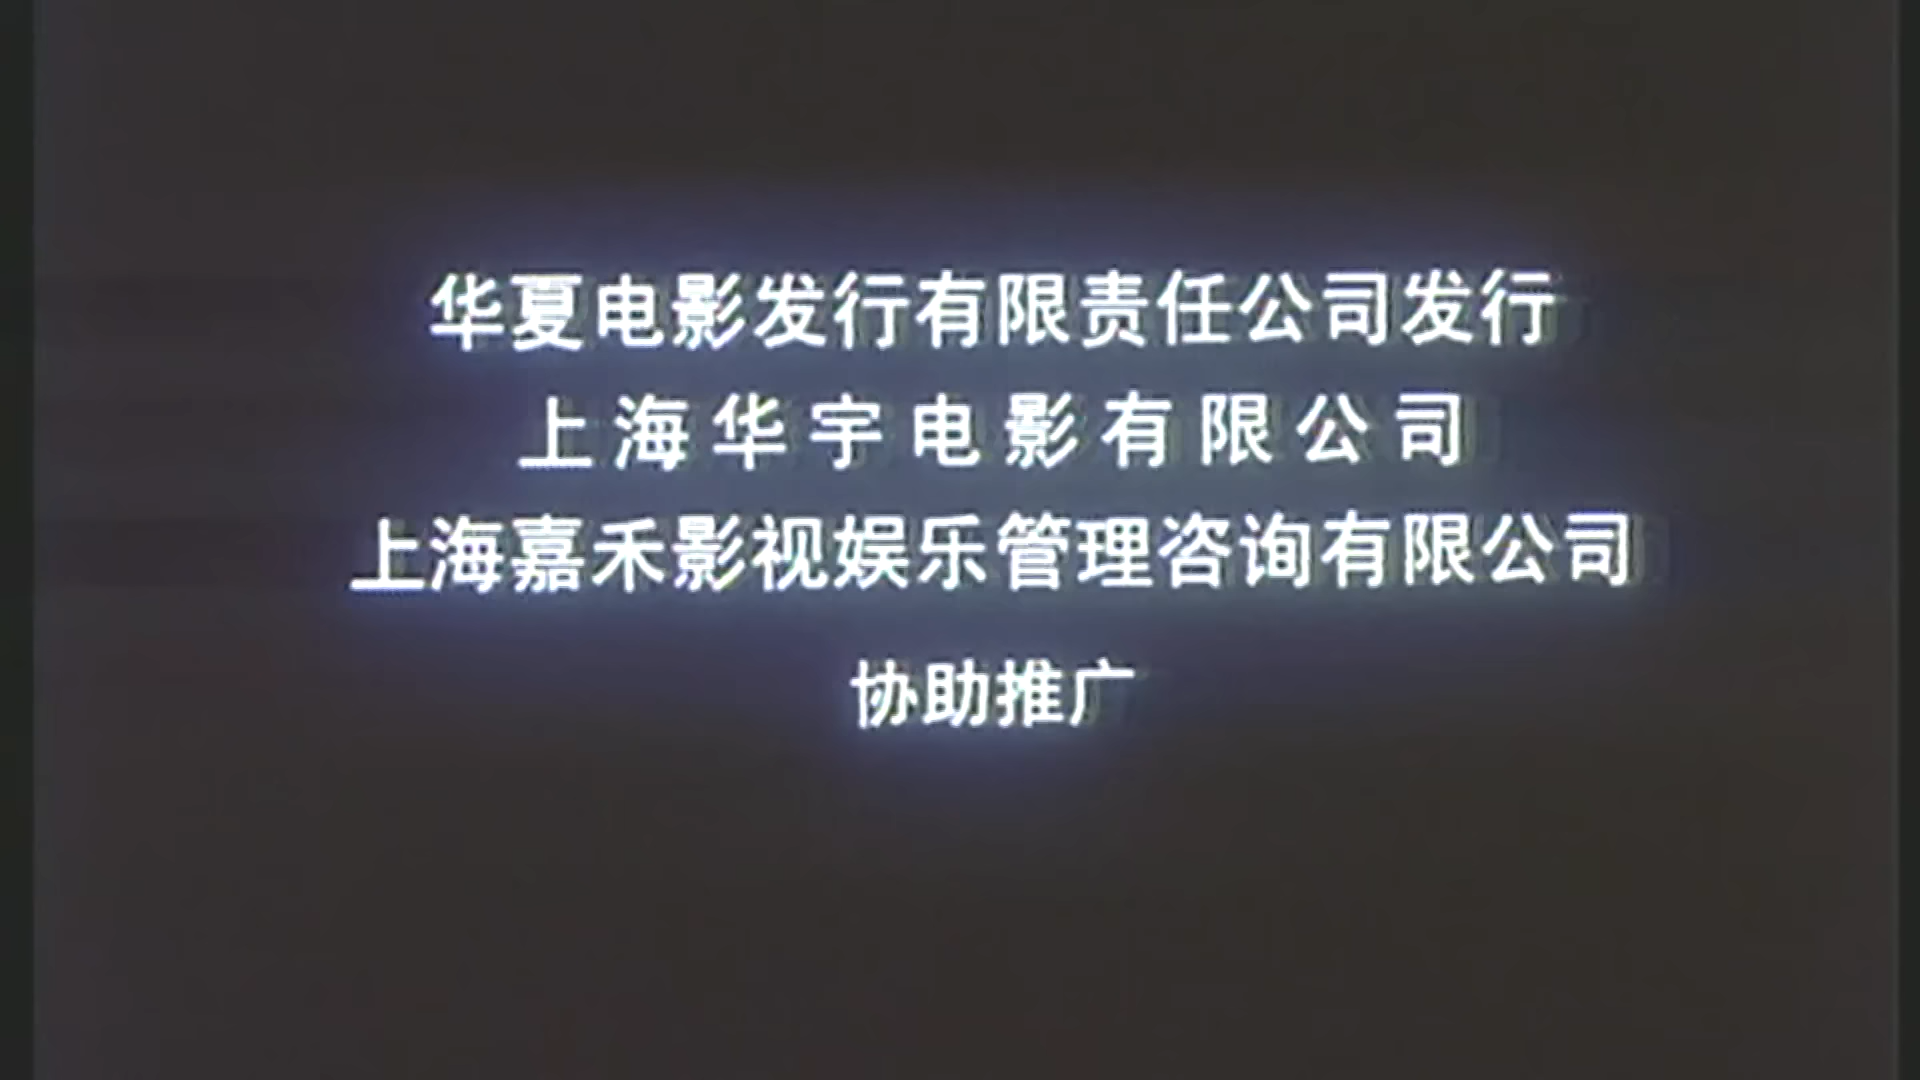 华夏电影发行有限责任公司发行
上海华宇电影有限公司
上海嘉禾影视娱乐管理咨询有限公司
协助推广